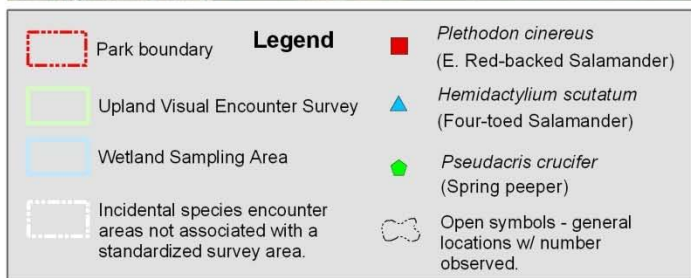 Legend
Park boundary
Upland Visual Encounter Survey
Wetland Sampling Area
Incidental species encounter
areas not associated with a
standardized survey area.
Plethodon cinereus
(E. Red-backed Salamander)
Hemidactylium scutatum
(Four-toed Salamander)
Pseudacris crucifer
(Spring peeper)
Open symbols - general
locations w/ number
observed.